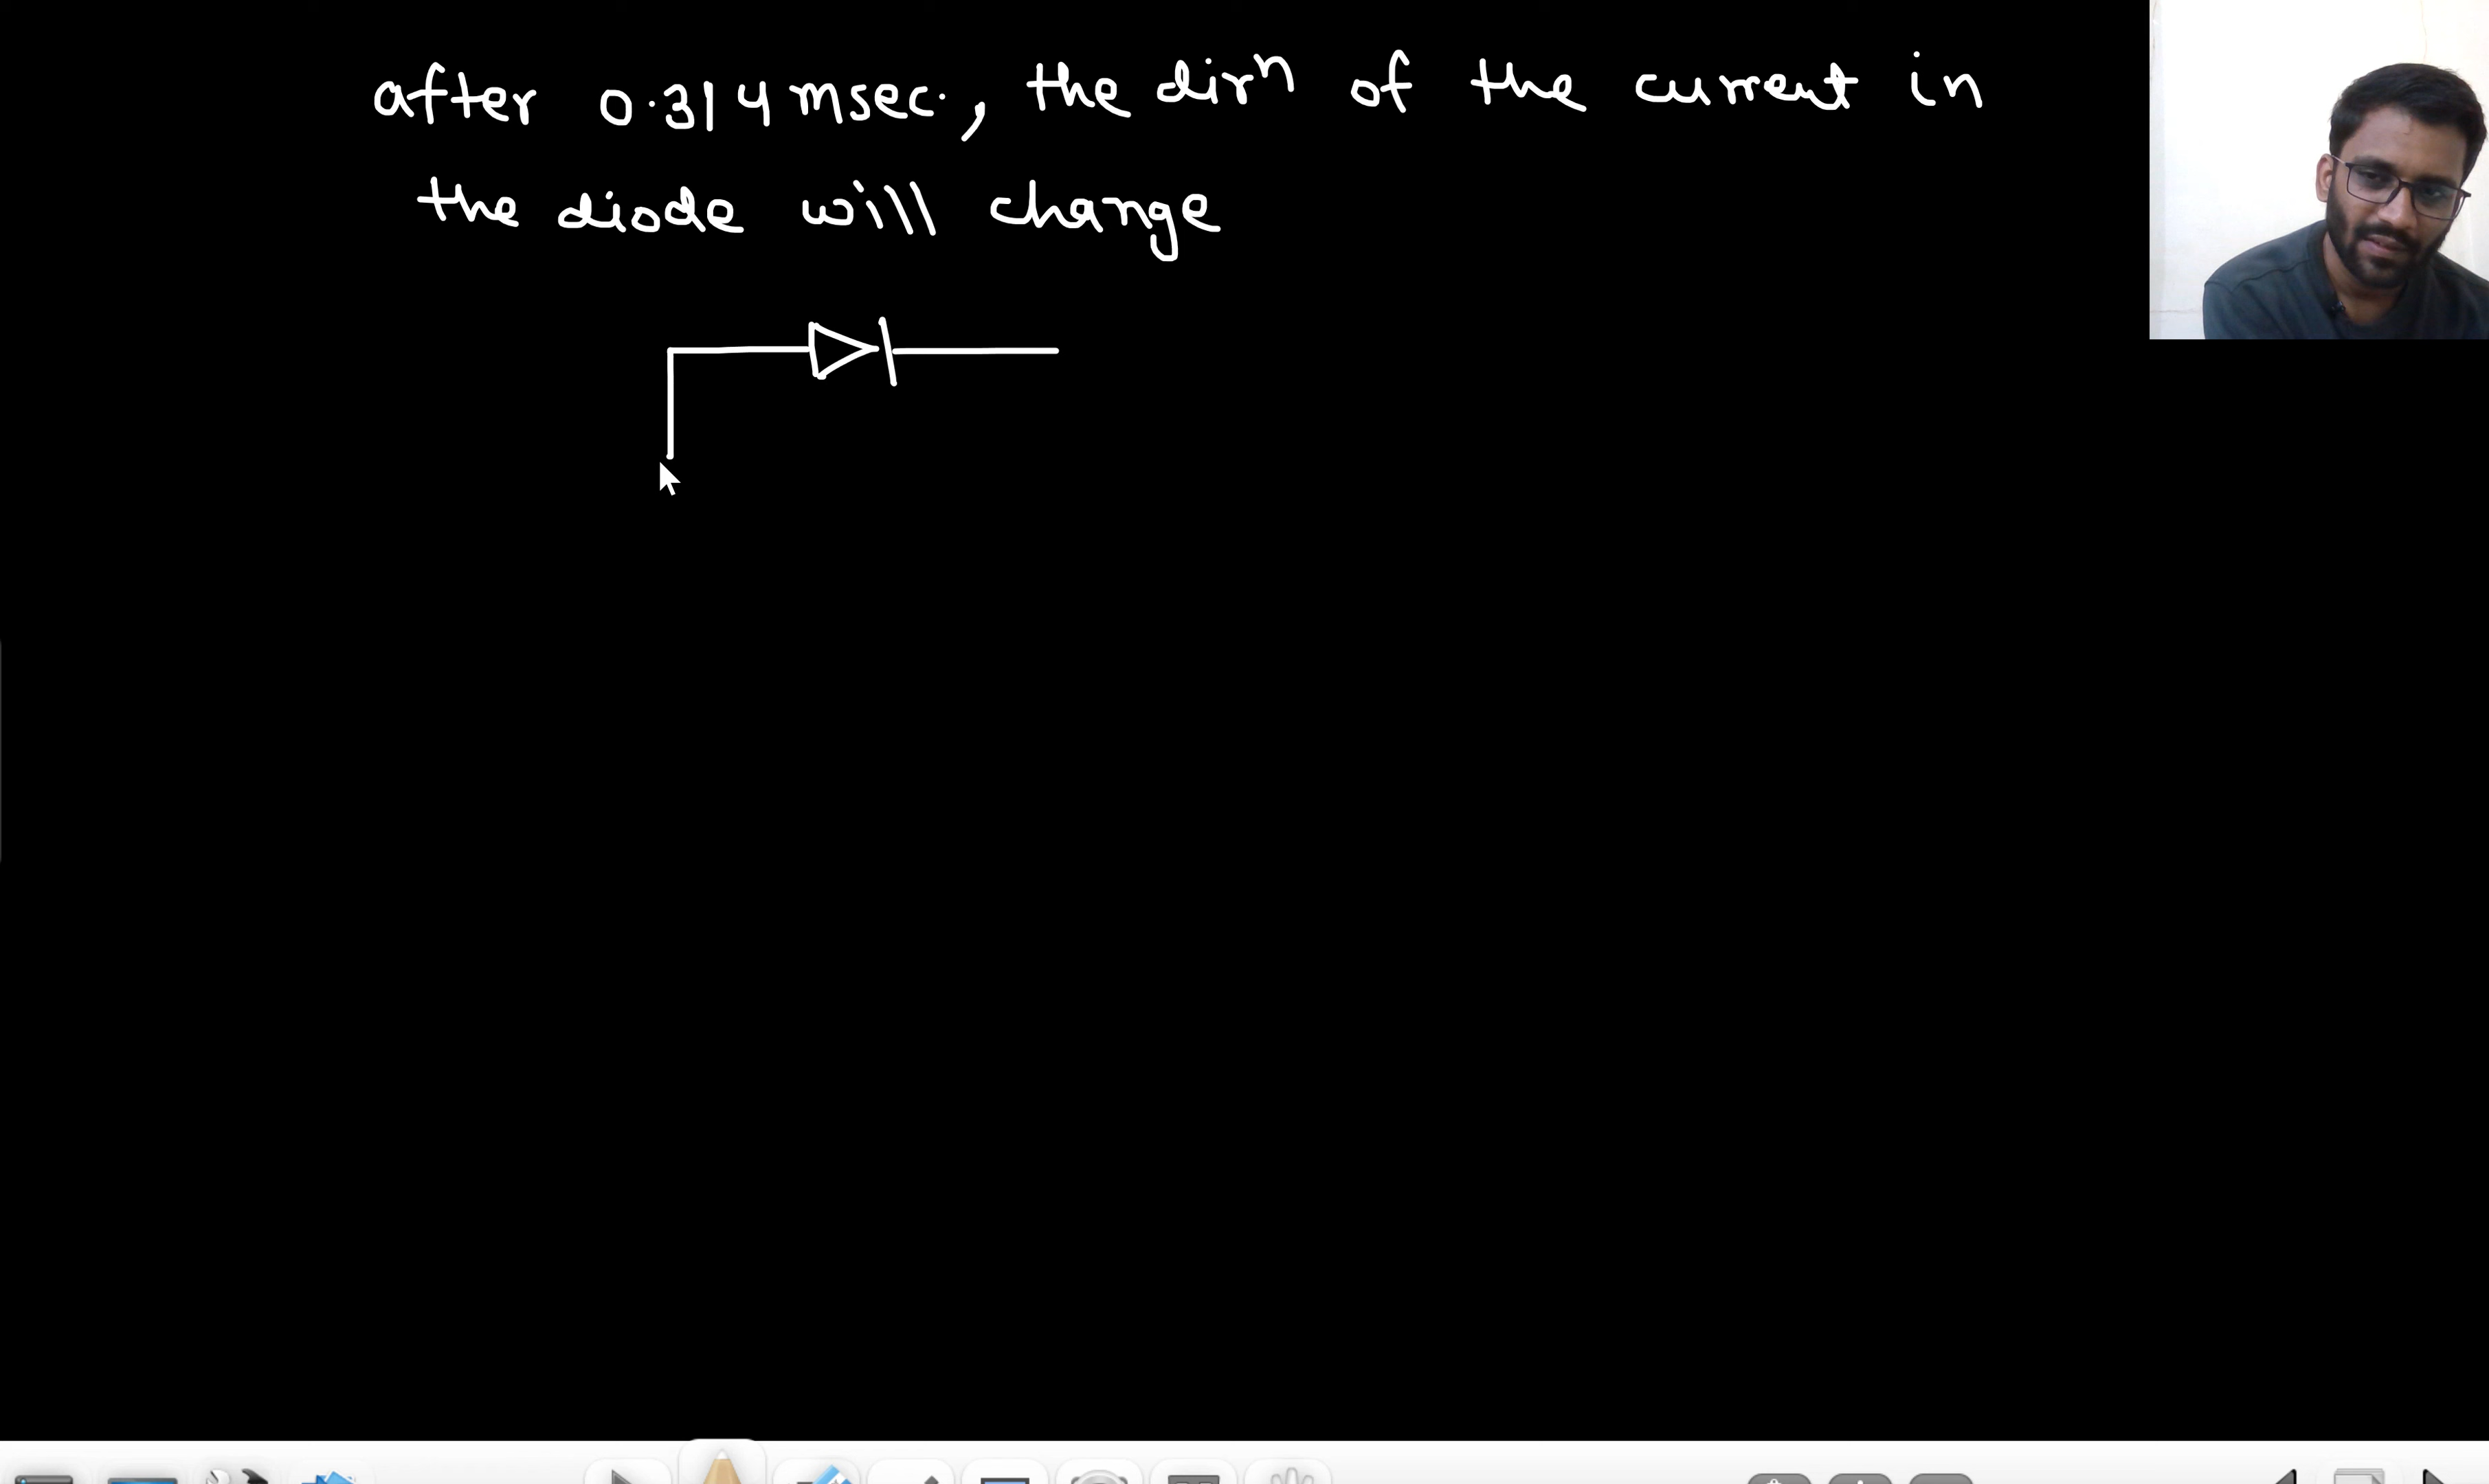 after 0.314 msec., the dirⁿ of the current in
the diode will change